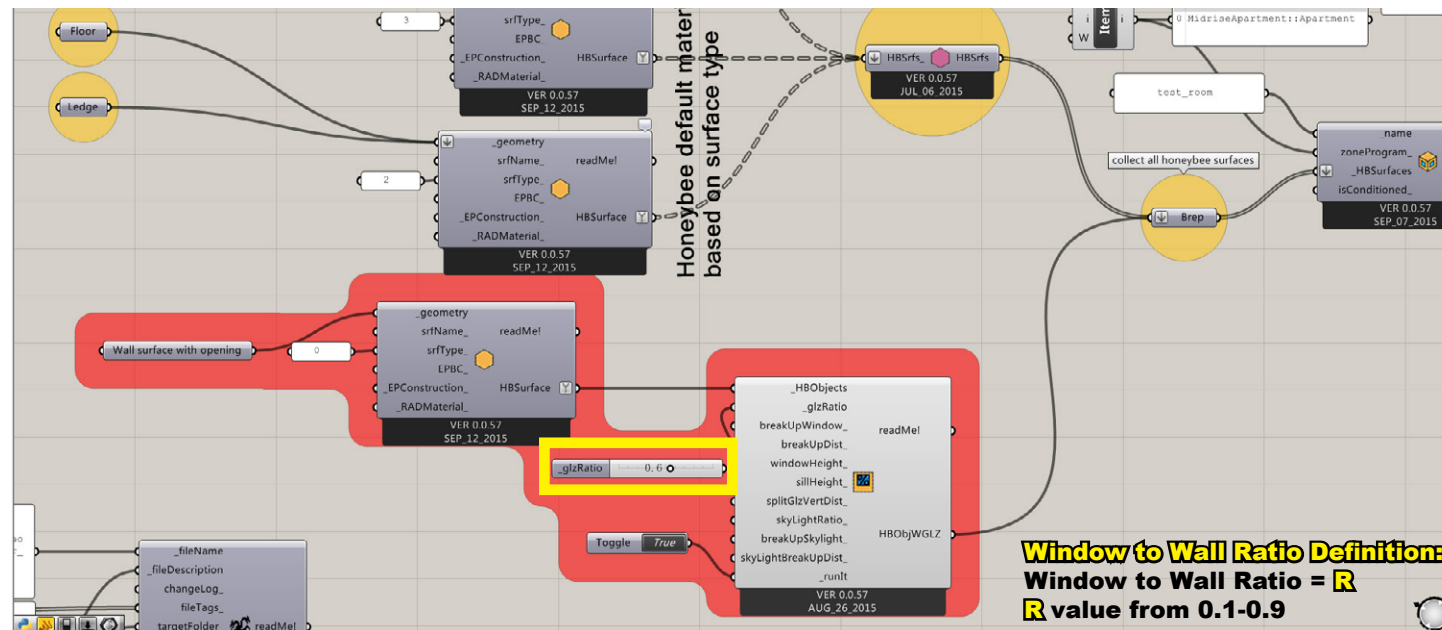 Floor
Ledge
3
srfType_
EPBC_
_EPConstruction_ HBSurface
_RADMaterial_
VER 0.0.57
SEP_12_2015
2
_geometry
srfName_ readMe!
srfType_
EPBC_
_EPConstruction_ HBSurface
_RADMaterial_
VER 0.0.57
SEP_12_2015
Honeybee default mater
based on surface type
HBSrfs_ HBSrfs
VER 0.0.57
JUL_06_2015
i Item i
W
0 MidriseApartment::Apartment
test_room
collect all honeybee surfaces
Brep
_name
zoneProgram_
_HBSurfaces
isConditioned_
VER 0.0.57
SEP_07_2015
Wall surface with opening
0
_geometry
srfName_ readMe!
srfType_
EPBC_
_EPConstruction_ HBSurface
_RADMaterial_
VER 0.0.57
SEP_12_2015
_glzRatio 0.6
Toggle True
_HBObjects
_glzRatio
breakUpWindow_ readMe!
breakUpDist_
windowHeight_
sillHeight_
splitGlzVertDist_
skyLightRatio_
breakUpSkylight_ HBObjWGLZ
skyLightBreakUpDist_
_runIt
VER 0.0.57
AUG_26_2015
_fileName
_fileDescription
changeLog_
fileTags_
targetFolder readMe!
Window to Wall Ratio Definition:
Window to Wall Ratio = R
R value from 0.1-0.9